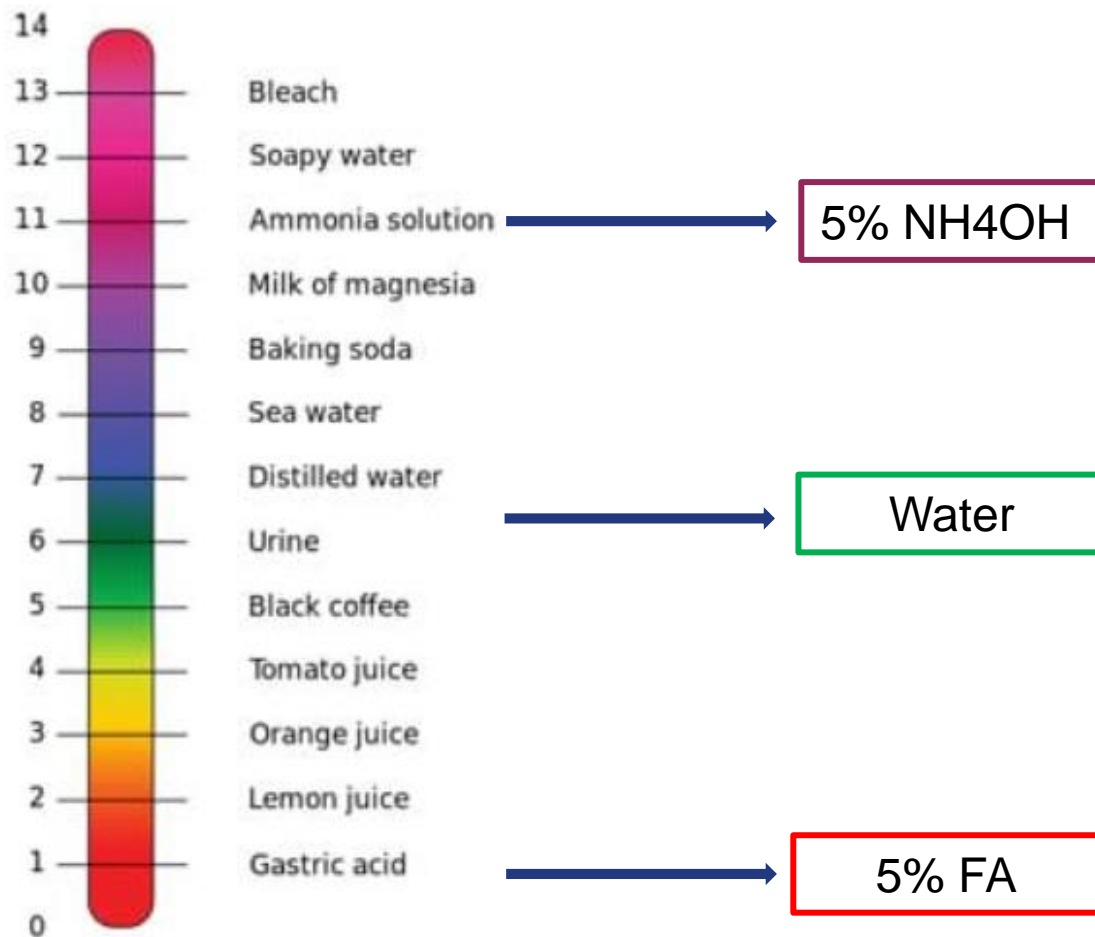 14
13 Bleach
12 Soapy water
11 Ammonia solution 5% NH4OH
10 Milk of magnesia
9 Baking soda
8 Sea water
7 Distilled water
Water
6 Urine
5 Black coffee
4 Tomato juice
3 Orange juice
2 Lemon juice
1 Gastric acid 5% FA
0